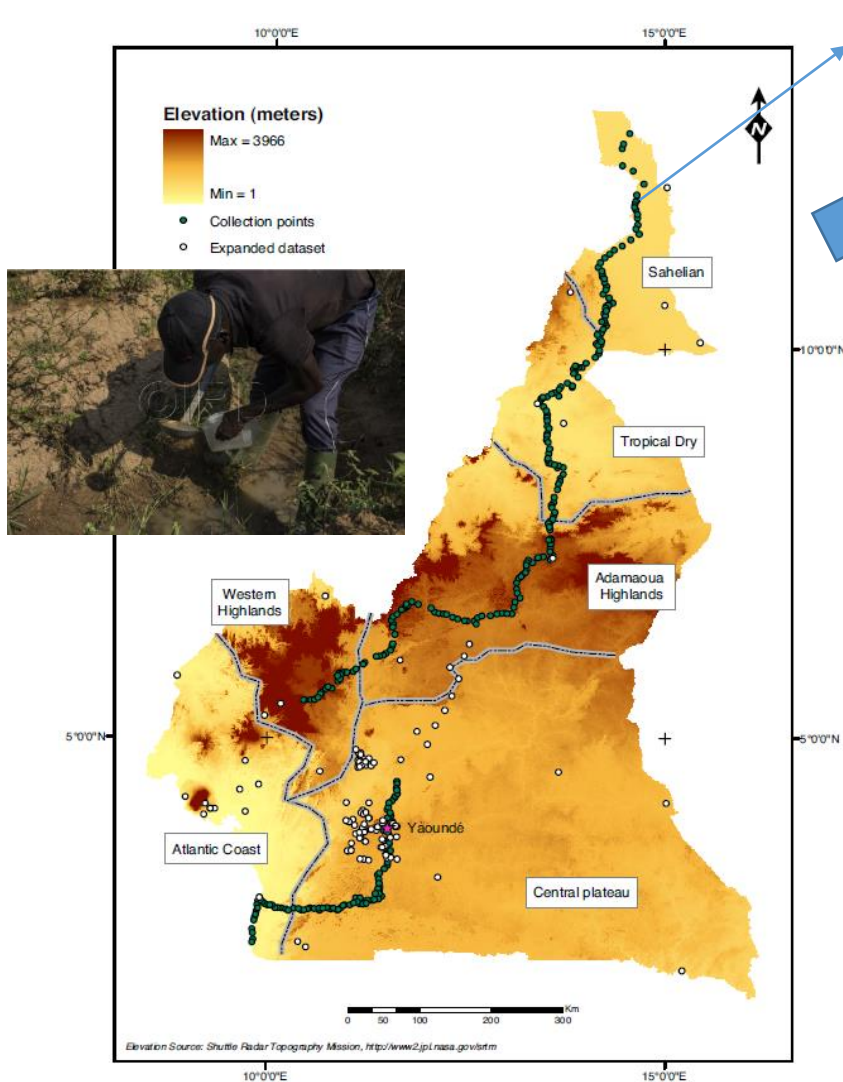 10°0'0"E
15°0'0"E
Elevation (meters)
Max = 3966
Min = 1
Collection points
Expanded dataset
N
Sahelian
10°0'0"N
©IRD
Tropical Dry
Adamaoua
Highlands
Western
Highlands
5°0'0"N
5°0'0"N
Yaoundé
Atlantic Coast
Central plateau
Km
0 50 100 200 300
Elevation Source: Shuttle Radar Topography Mission, http://www2.jpl.nasa.gov/srtm
10°0'0"E
15°0'0"E